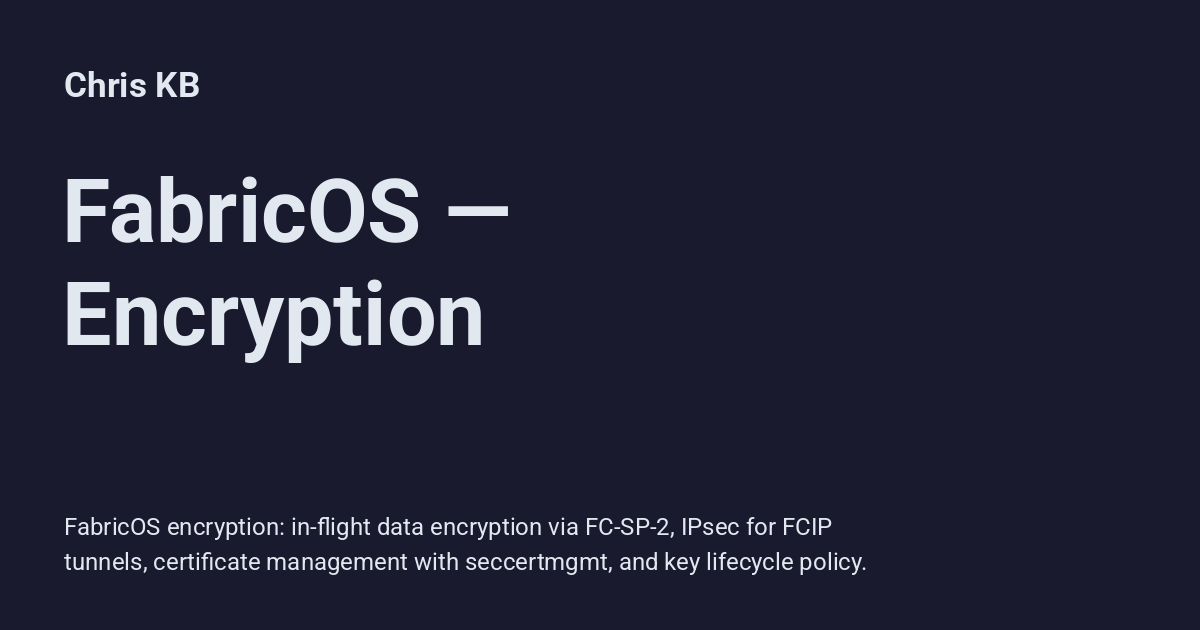 Chris KB
FabricOS —
Encryption
FabricOS encryption: in-flight data encryption via FC-SP-2, IPsec for FCIP
tunnels, certificate management with seccertmgmt, and key lifecycle policy.